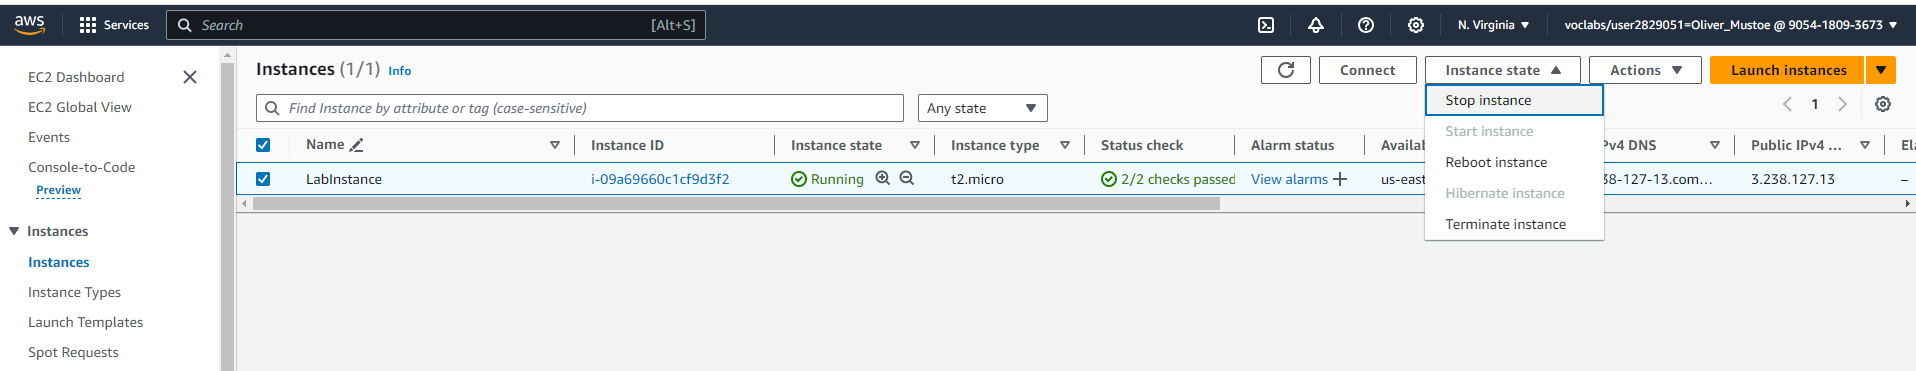 aws Services Search [Alt+S] N. Virginia voclabs/user2829051=Oliver_Mustoe @ 9054-1809-3673
EC2 Dashboard
EC2 Global View
Events
Console-to-Code
Preview
Instances
Instances
Instance Types
Launch Templates
Spot Requests
Instances (1/1) Info Connect Instance state Actions Launch instances
Find Instance by attribute or tag (case-sensitive) Any state 1
Stop instance
Start instance
Reboot instance
Hibernate instance
Terminate instance
Name Instance ID Instance state Instance type Status check Alarm status Availab Pv4 DNS Public IPv4 ... Ela
LabInstance i-09a69660c1cf9d3f2 Running t2.micro 2/2 checks passed View alarms + us-east 38-127-13.com... 3.238.127.13 –